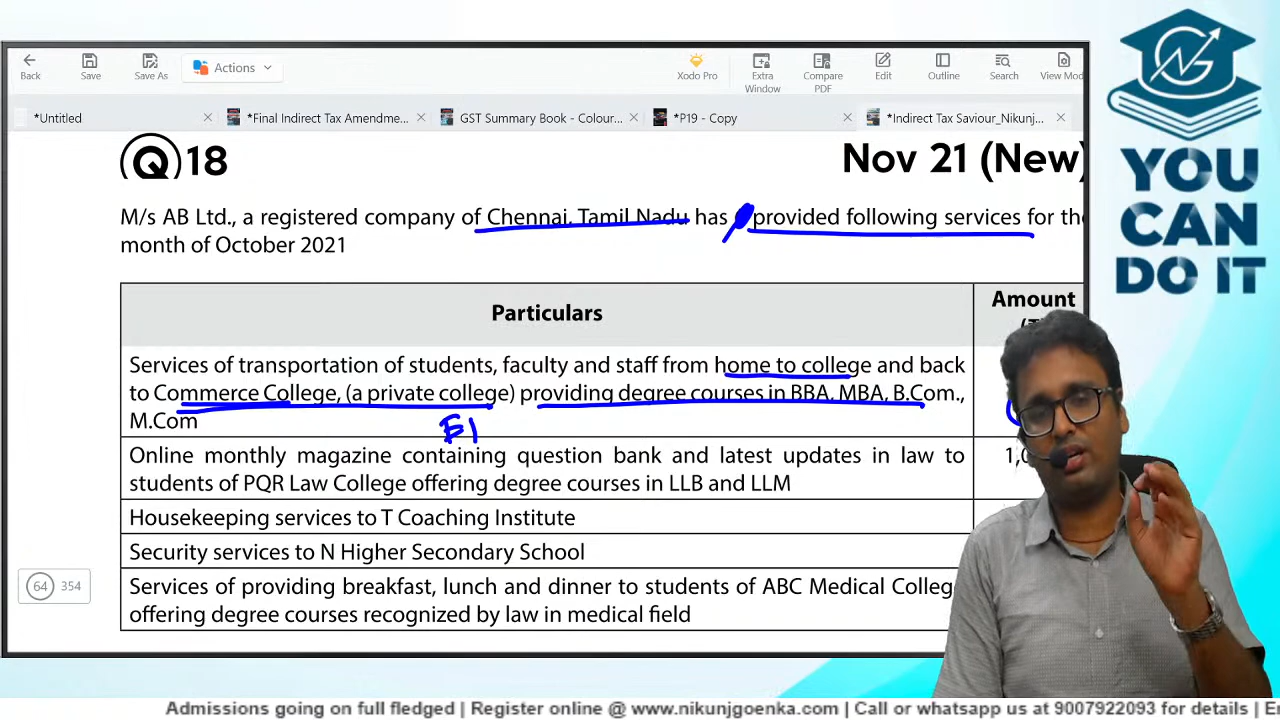 Back
Save
Save As
Actions
Xodo Pro
Extra Window
Compare PDF
Edit
Outline
Search
View Mod
*Untitled
*Final Indirect Tax Amendme...
GST Summary Book - Colour...
*P19 - Copy
*Indirect Tax Saviour_Nikunj...
Q 18
Nov 21 (New)
M/s AB Ltd., a registered company of Chennai, Tamil Nadu has provided following services for the
month of October 2021
Particulars
Amount
Services of transportation of students, faculty and staff from home to college and back
to Commerce College, (a private college) providing degree courses in BBA, MBA, B.Com.,
M.Com
EI
Online monthly magazine containing question bank and latest updates in law to
students of PQR Law College offering degree courses in LLB and LLM
Housekeeping services to T Coaching Institute
Security services to N Higher Secondary School
Services of providing breakfast, lunch and dinner to students of ABC Medical College
offering degree courses recognized by law in medical field
64 354
YOU
CAN
DO IT
Admissions going on full fledged | Register online @ www.nikunjgoenka.com | Call or whatsapp us at 9007922093 for details | E